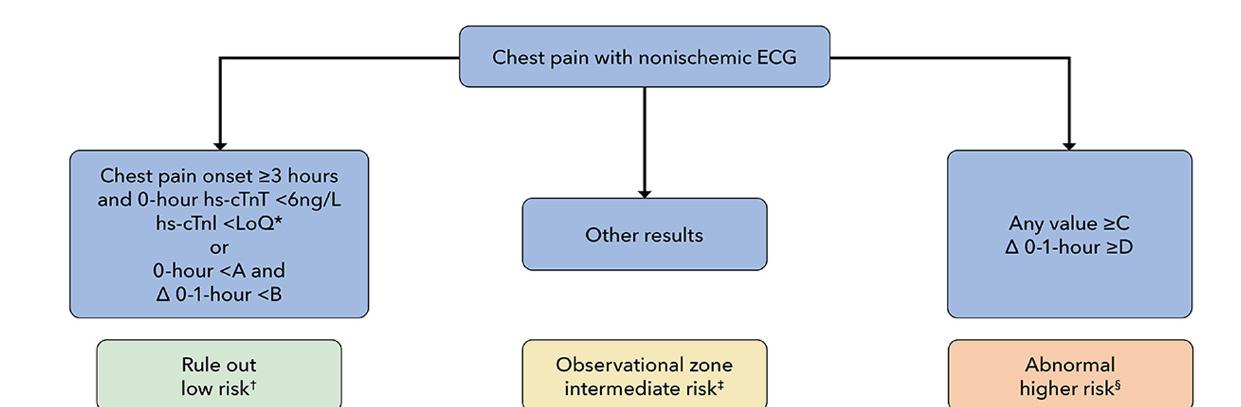 Chest pain with nonischemic ECG
Chest pain onset ≥3 hours
and 0-hour hs-cTnT <6ng/L
hs-cTnl <LoQ*
or
0-hour <A and
Δ 0-1-hour <B
Other results
Any value ≥C
Δ 0-1-hour ≥D
Rule out
low risk†
Observational zone
intermediate risk‡
Abnormal
higher risk§